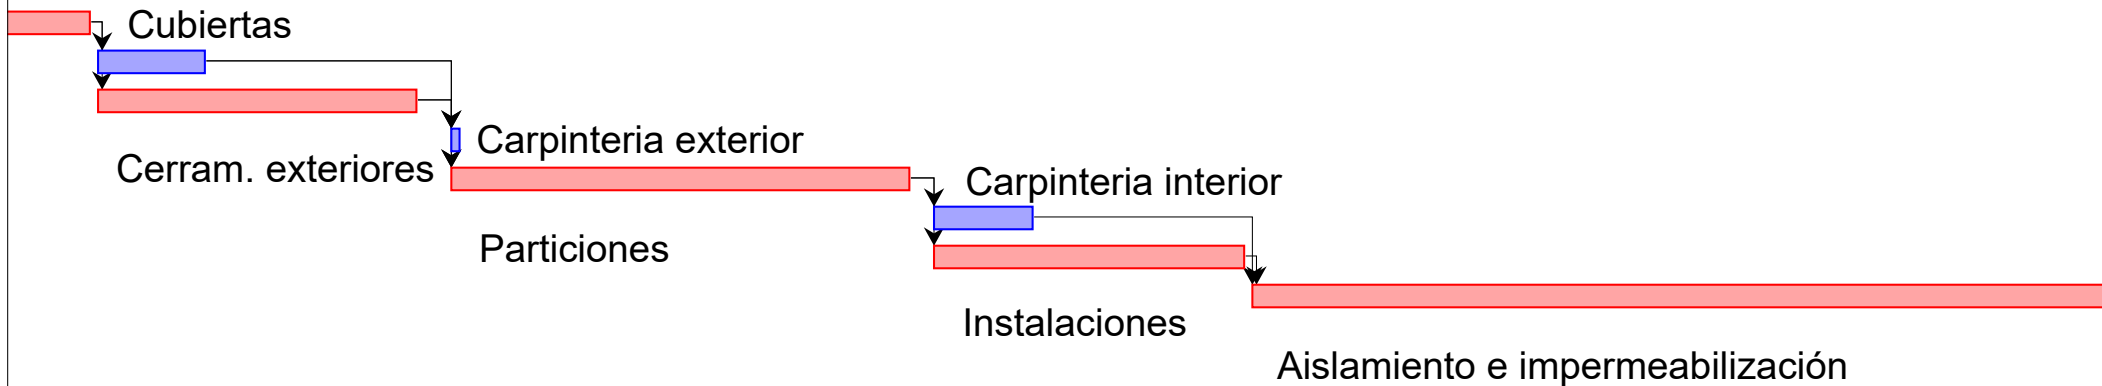 Cubiertas
Carpinteria exterior
Cerram. exteriores
Carpinteria interior
Particiones
Instalaciones
Aislamiento e impermeabilización